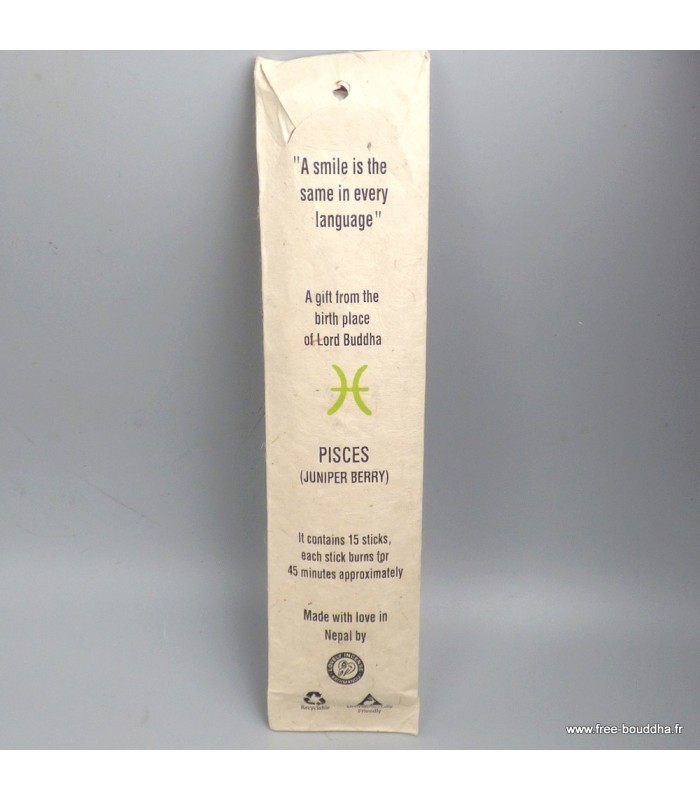 "A smile is the
same in every
language"
A gift from the
birth place
of Lord Buddha
PISCES
(JUNIPER BERRY)
It contains 15 sticks,
each stick burns for
45 minutes approximately
Made with love in
Nepal by
Recyclable
Friendly
www.free-bouddha.fr